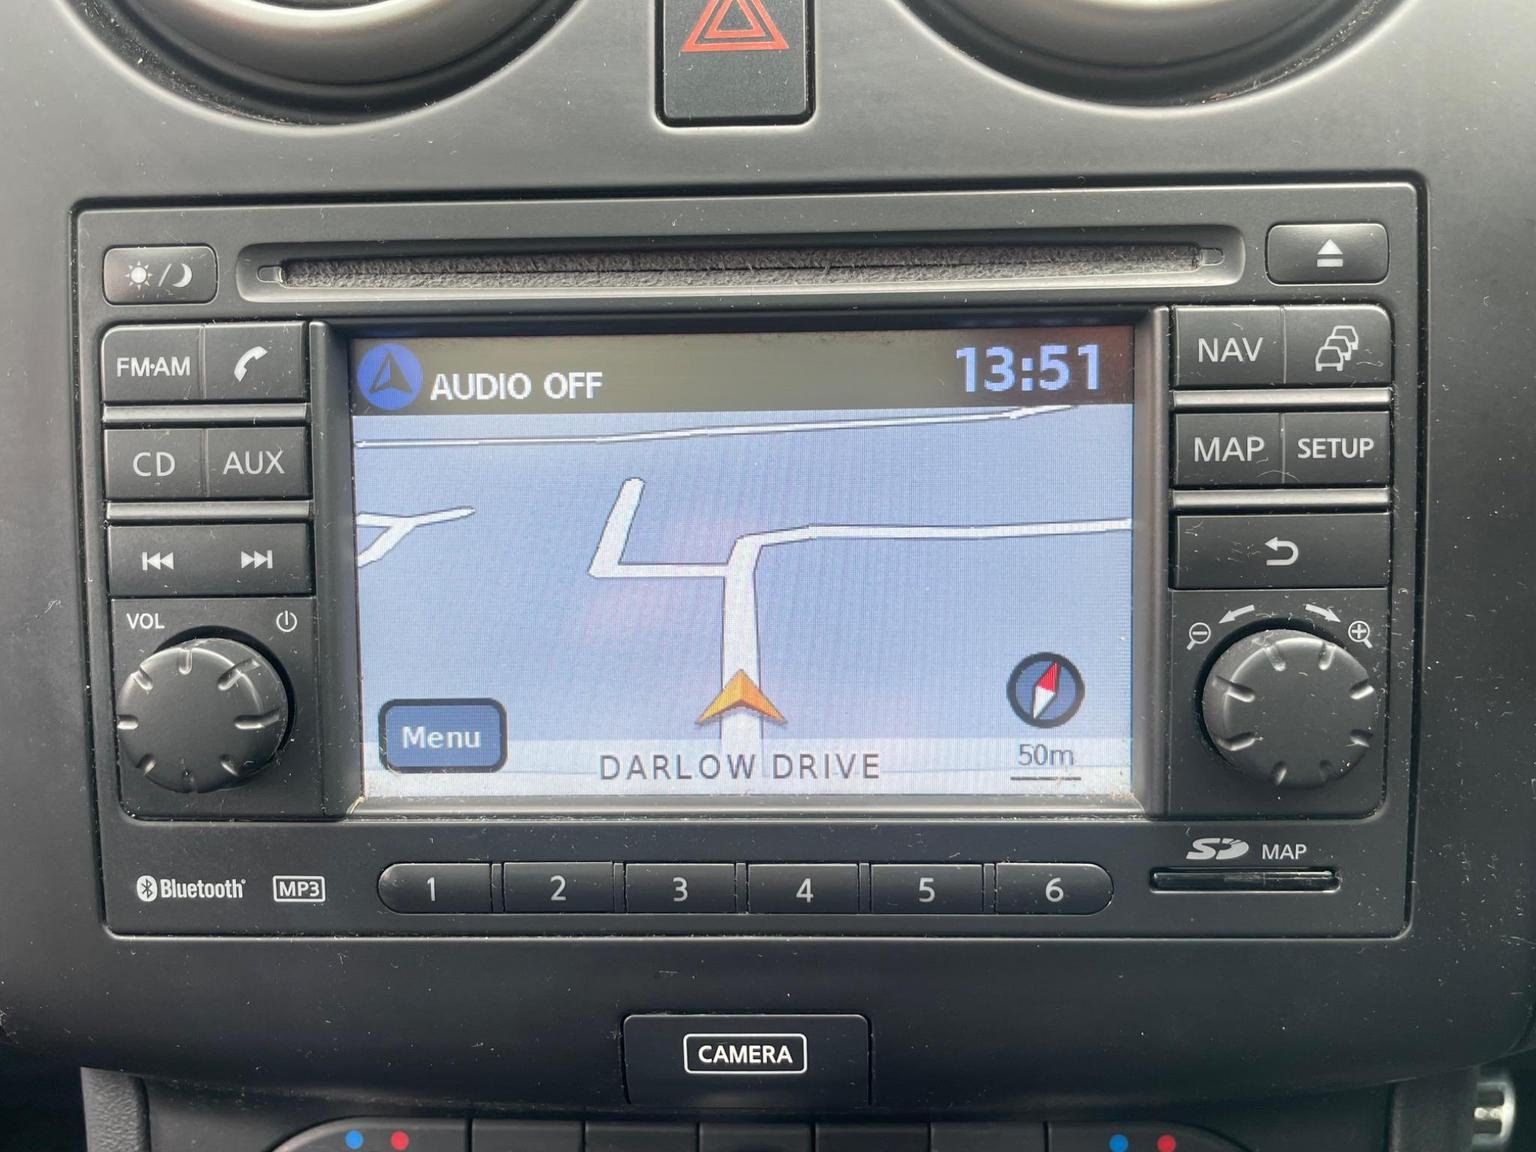 FM·AM
CD
AUX
VOL
AUDIO OFF
13:51
Menu
DARLOW DRIVE
50m
NAV
MAP
SETUP
Bluetooth
MP3
1 2 3 4 5 6
SD MAP
CAMERA